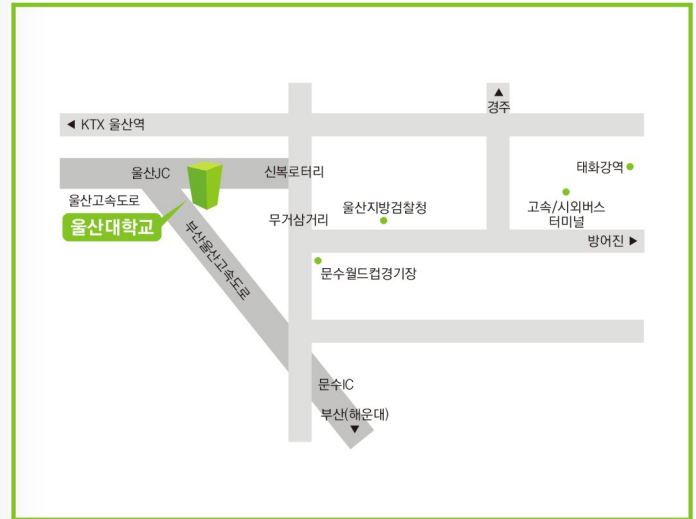 ▲
경주
◀ KTX 울산역
울산JC
신복로터리
태화강역
울산고속도로
울산대학교
무거삼거리
울산지방검찰청
고속/시외버스
터미널
방어진 ▶
부산울산고속도로
문수월드컵경기장
문수IC
부산(해운대)
▼